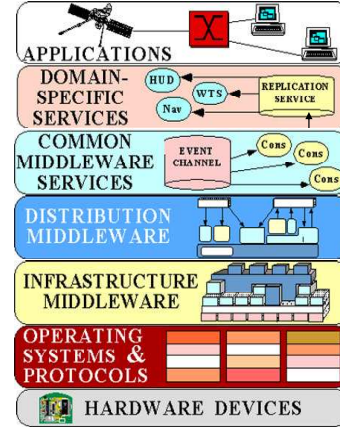 APPLICATIONS
DOMAIN-
SPECIFIC
SERVICES
HUD
WTS
Nav
REPLICATION
SERVICE
COMMON
MIDDLEWARE
SERVICES
EVENT
CHANNEL
Cons
Cons
Cons
DISTRIBUTION
MIDDLEWARE
INFRASTRUCTURE
MIDDLEWARE
OPERATING
SYSTEMS &
PROTOCOLS
HARDWARE DEVICES